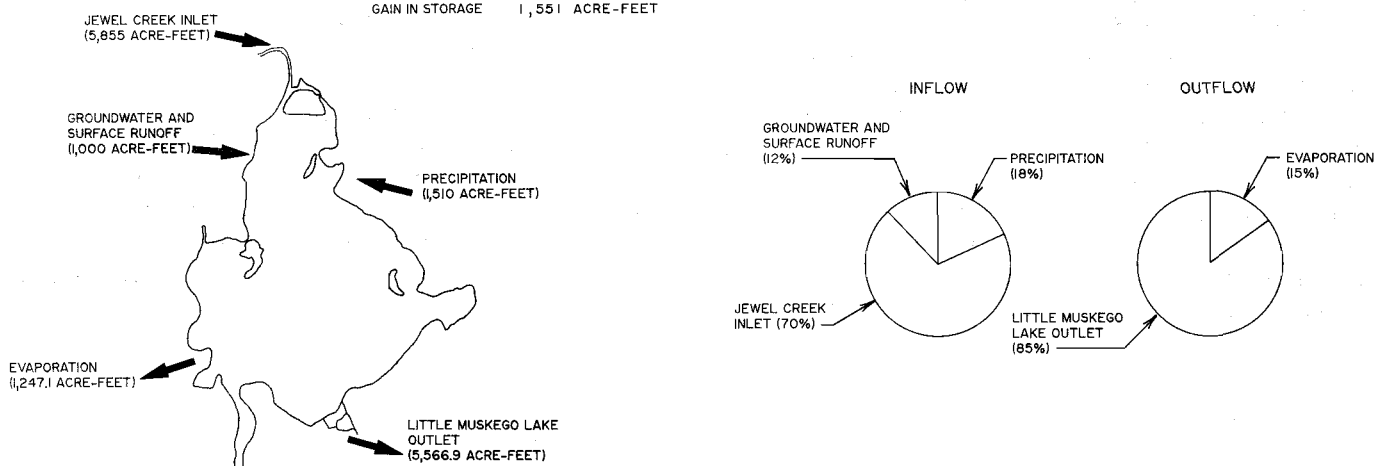 GAIN IN STORAGE 1,551 ACRE-FEET
JEWEL CREEK INLET
(5,855 ACRE-FEET)
GROUNDWATER AND
SURFACE RUNOFF
(1,000 ACRE-FEET)
PRECIPITATION
(1,510 ACRE-FEET)
EVAPORATION
(1,247.1 ACRE-FEET)
LITTLE MUSKEGO LAKE
OUTLET
(5,566.9 ACRE-FEET)
INFLOW
GROUNDWATER AND
SURFACE RUNOFF
(12%)
PRECIPITATION
(18%)
JEWEL CREEK
INLET (70%)
OUTFLOW
EVAPORATION
(15%)
LITTLE MUSKEGO
LAKE OUTLET
(85%)